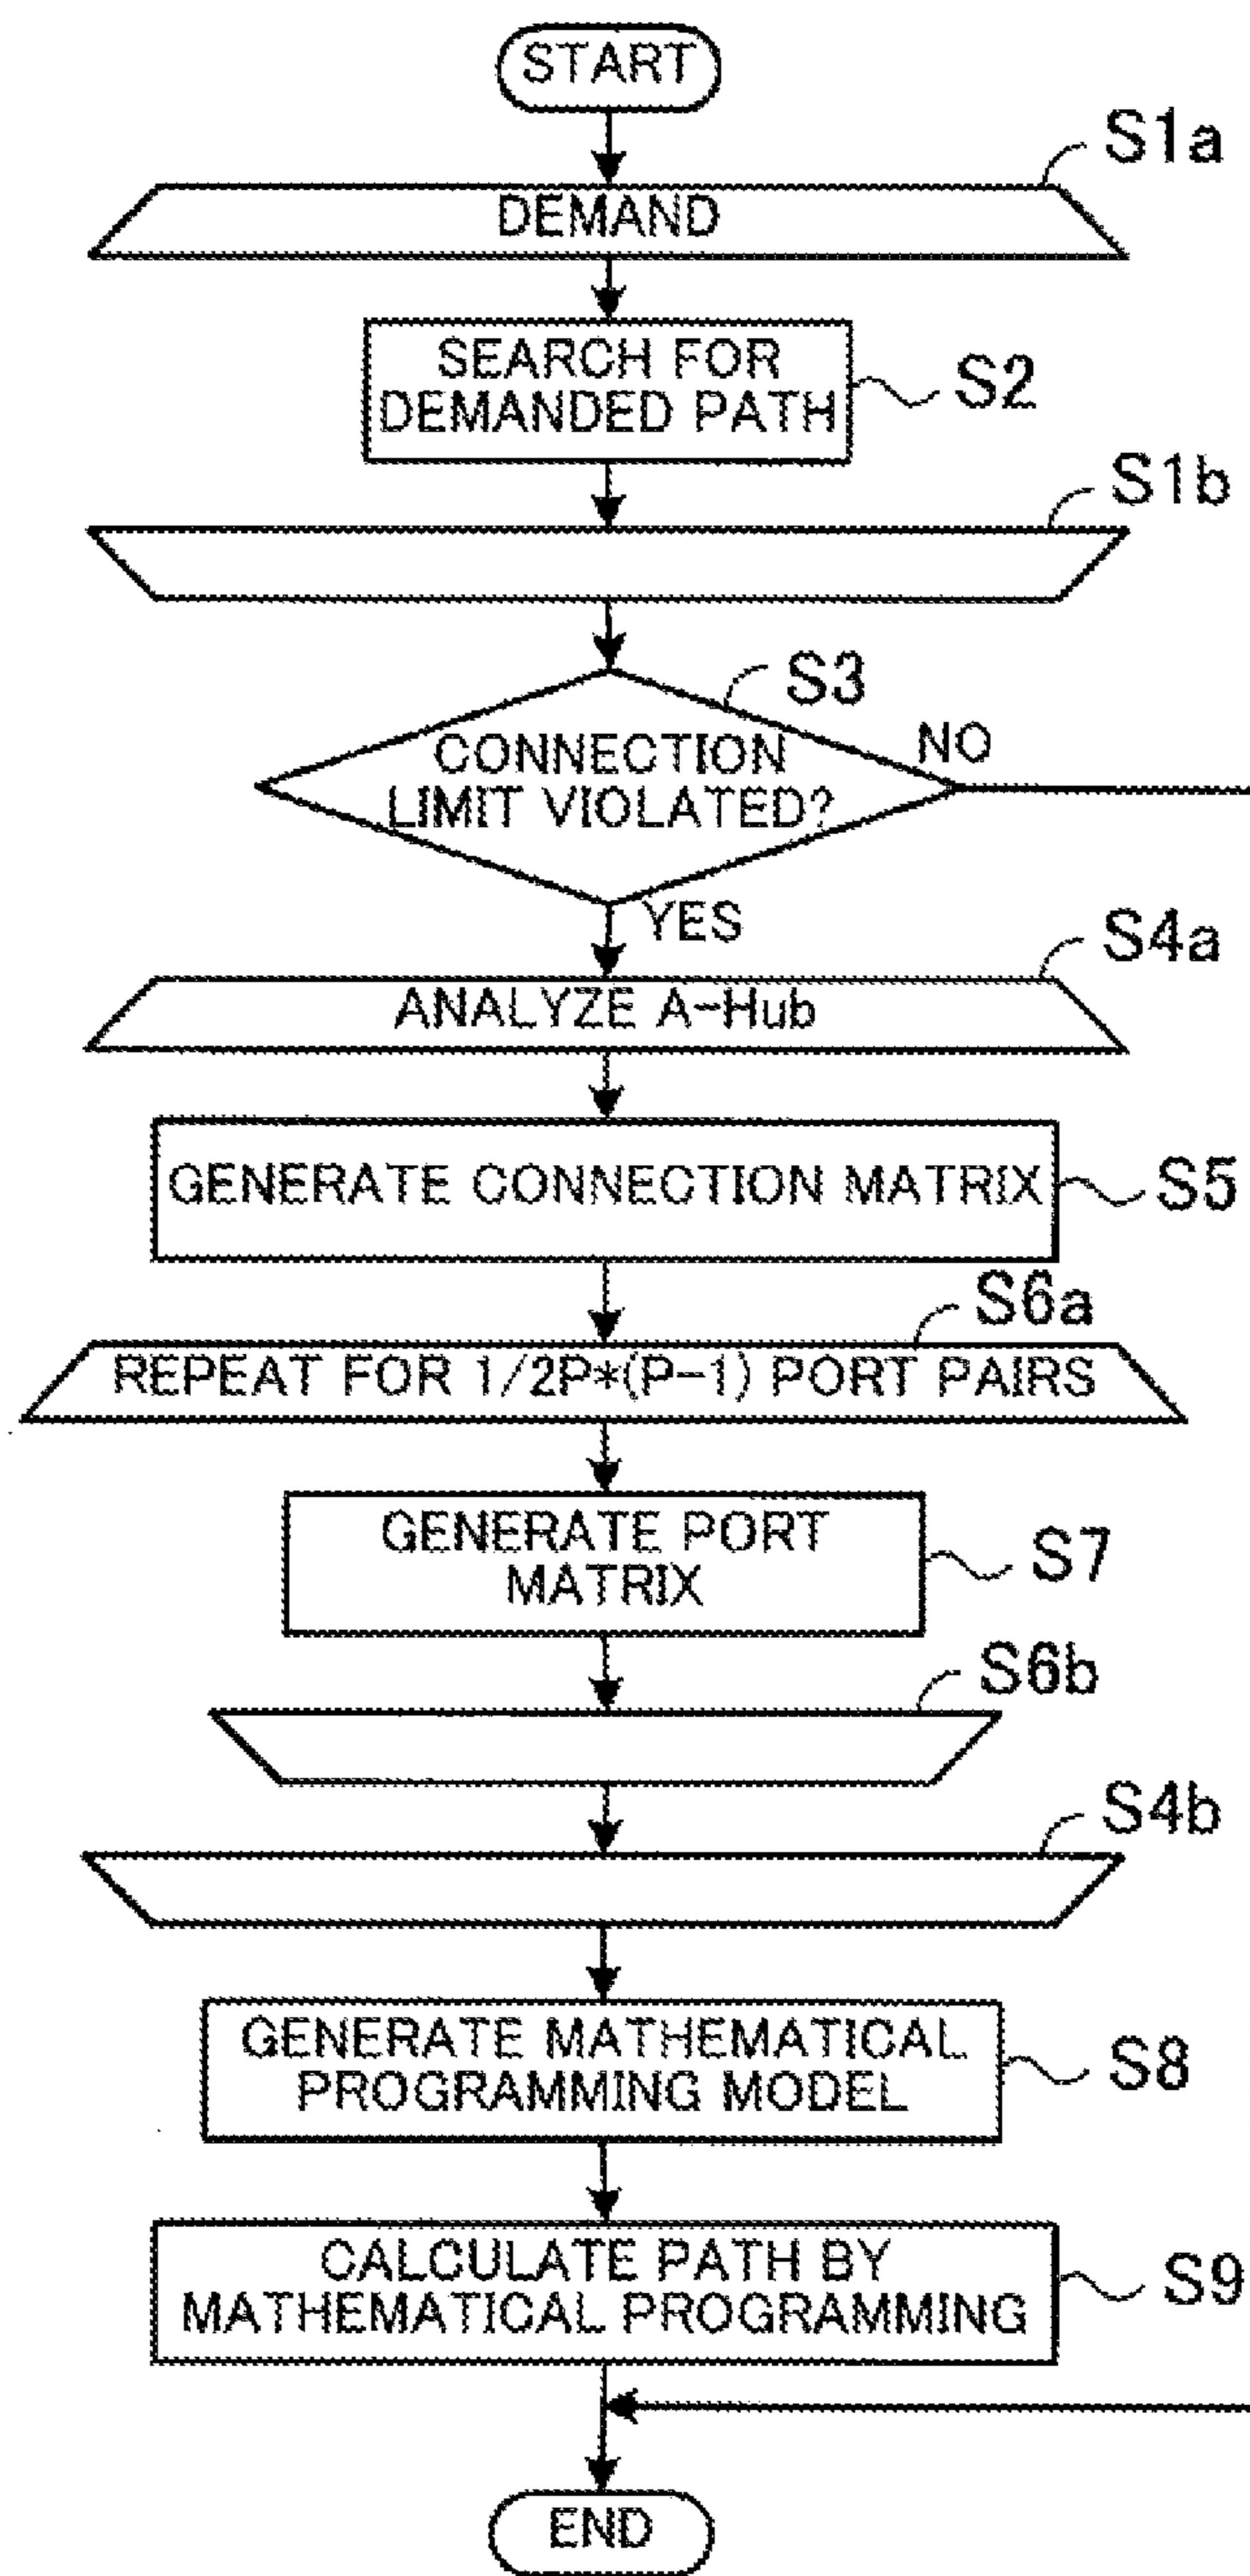 START
S1a
DEMAND
SEARCH FOR
DEMANDED PATH
S2
S1b
S3
CONNECTION
LIMIT VIOLATED?
NO
YES
S4a
ANALYZE A-Hub
GENERATE CONNECTION MATRIX
S5
S6a
REPEAT FOR 1/2P*(P-1) PORT PAIRS
GENERATE PORT
MATRIX
S7
S6b
S4b
GENERATE MATHEMATICAL
PROGRAMMING MODEL
S8
CALCULATE PATH BY
MATHEMATICAL PROGRAMMING
S9
END